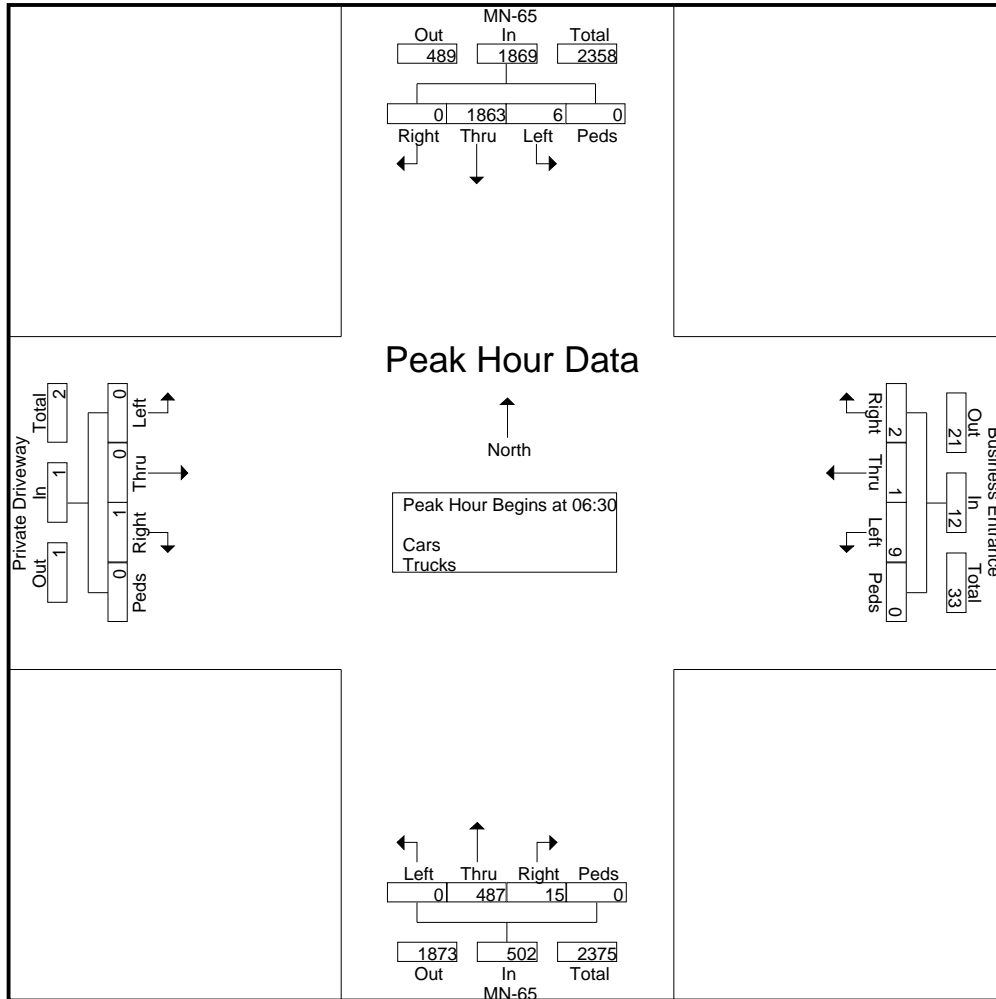 MN-65
Out In Total
489 1869 2358
0 1863 6 0
Right Thru Left Peds
Peak Hour Data
North
Peak Hour Begins at 06:30
Cars
Trucks
Private Driveway
Out In Total
1 1 2
0 0 1 0
Left Thru Right Peds
Business Entrance
Out In Total
21 12 33
2 1 9 0
Right Thru Left Peds
Left Thru Right Peds
0 487 15 0
1873 502 2375
Out In Total
MN-65